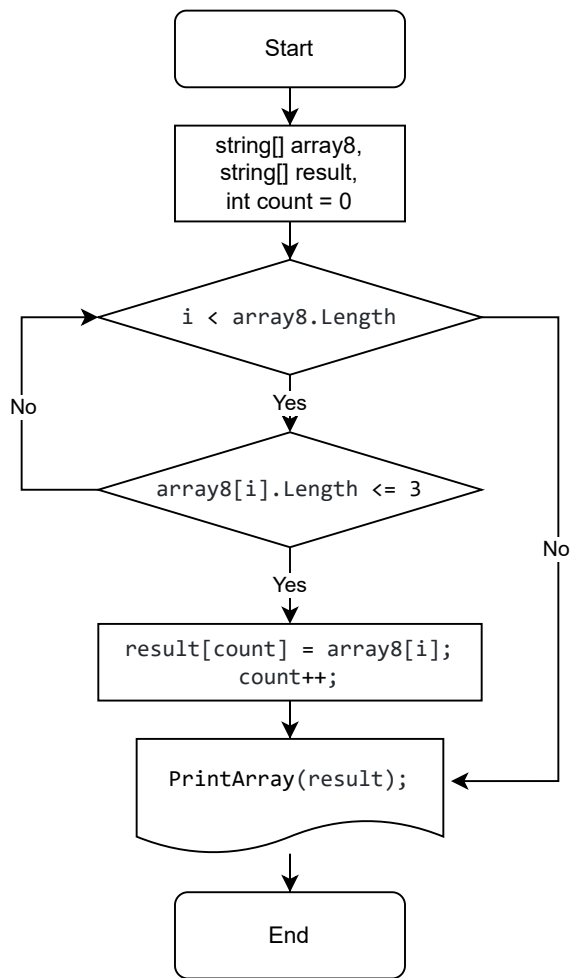 Start
string[] array8,
string[] result,
int count = 0
i < array8.Length
No
Yes
array8[i].Length <= 3
No
Yes
result[count] = array8[i];
count++;
PrintArray(result);
End